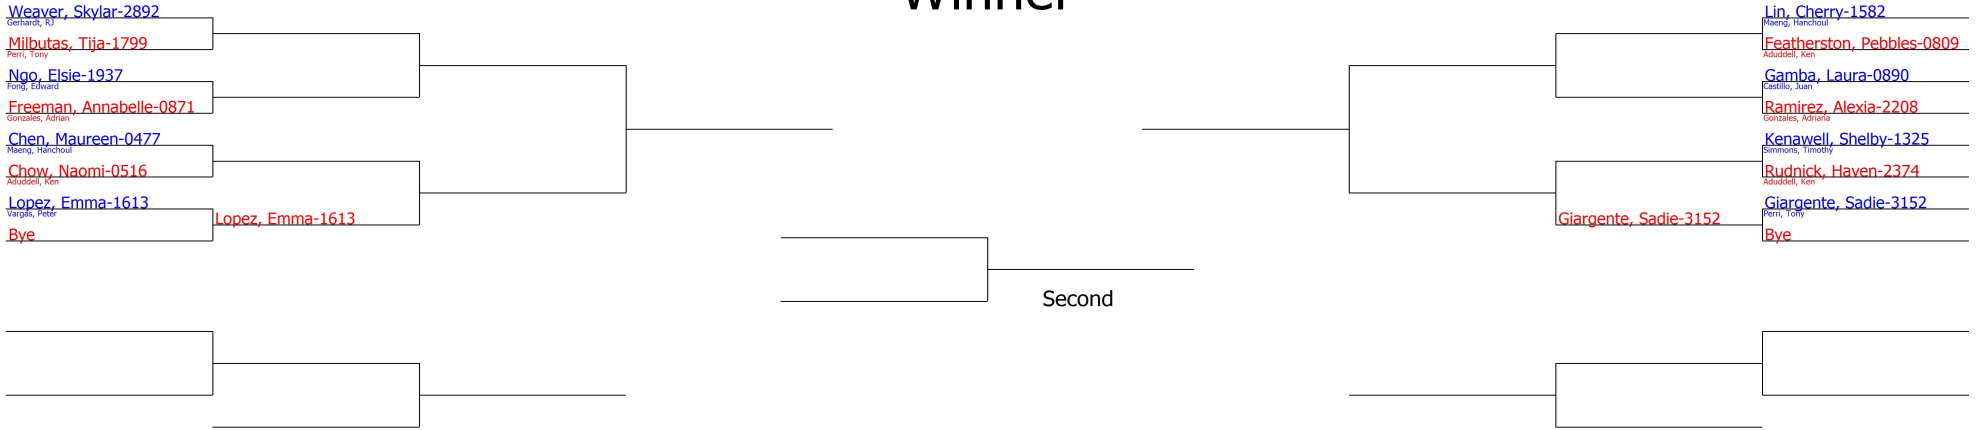 Winner
Weaver, Skylar-2892
Gerhardt, RJ
Milbutas, Tija-1799
Perri, Tony
Ngo, Elsie-1937
Fong, Edward
Freeman, Annabelle-0871
Gonzales, Adrian
Chen, Maureen-0477
Maeng, Hanchoul
Chow, Naomi-0516
Aduddell, Ken
Lopez, Emma-1613
Vargas, Peter
Lopez, Emma-1613
Bye
Lin, Cherry-1582
Maeng, Hanchoul
Featherston, Pebbles-0809
Aduddell, Ken
Gamba, Laura-0890
Castillo, Juan
Ramirez, Alexia-2208
Gonzales, Adriana
Kenawell, Shelby-1325
Simmons, Timothy
Rudnick, Haven-2374
Aduddell, Ken
Giargente, Sadie-3152
Perri, Tony
Giargente, Sadie-3152
Bye
Second